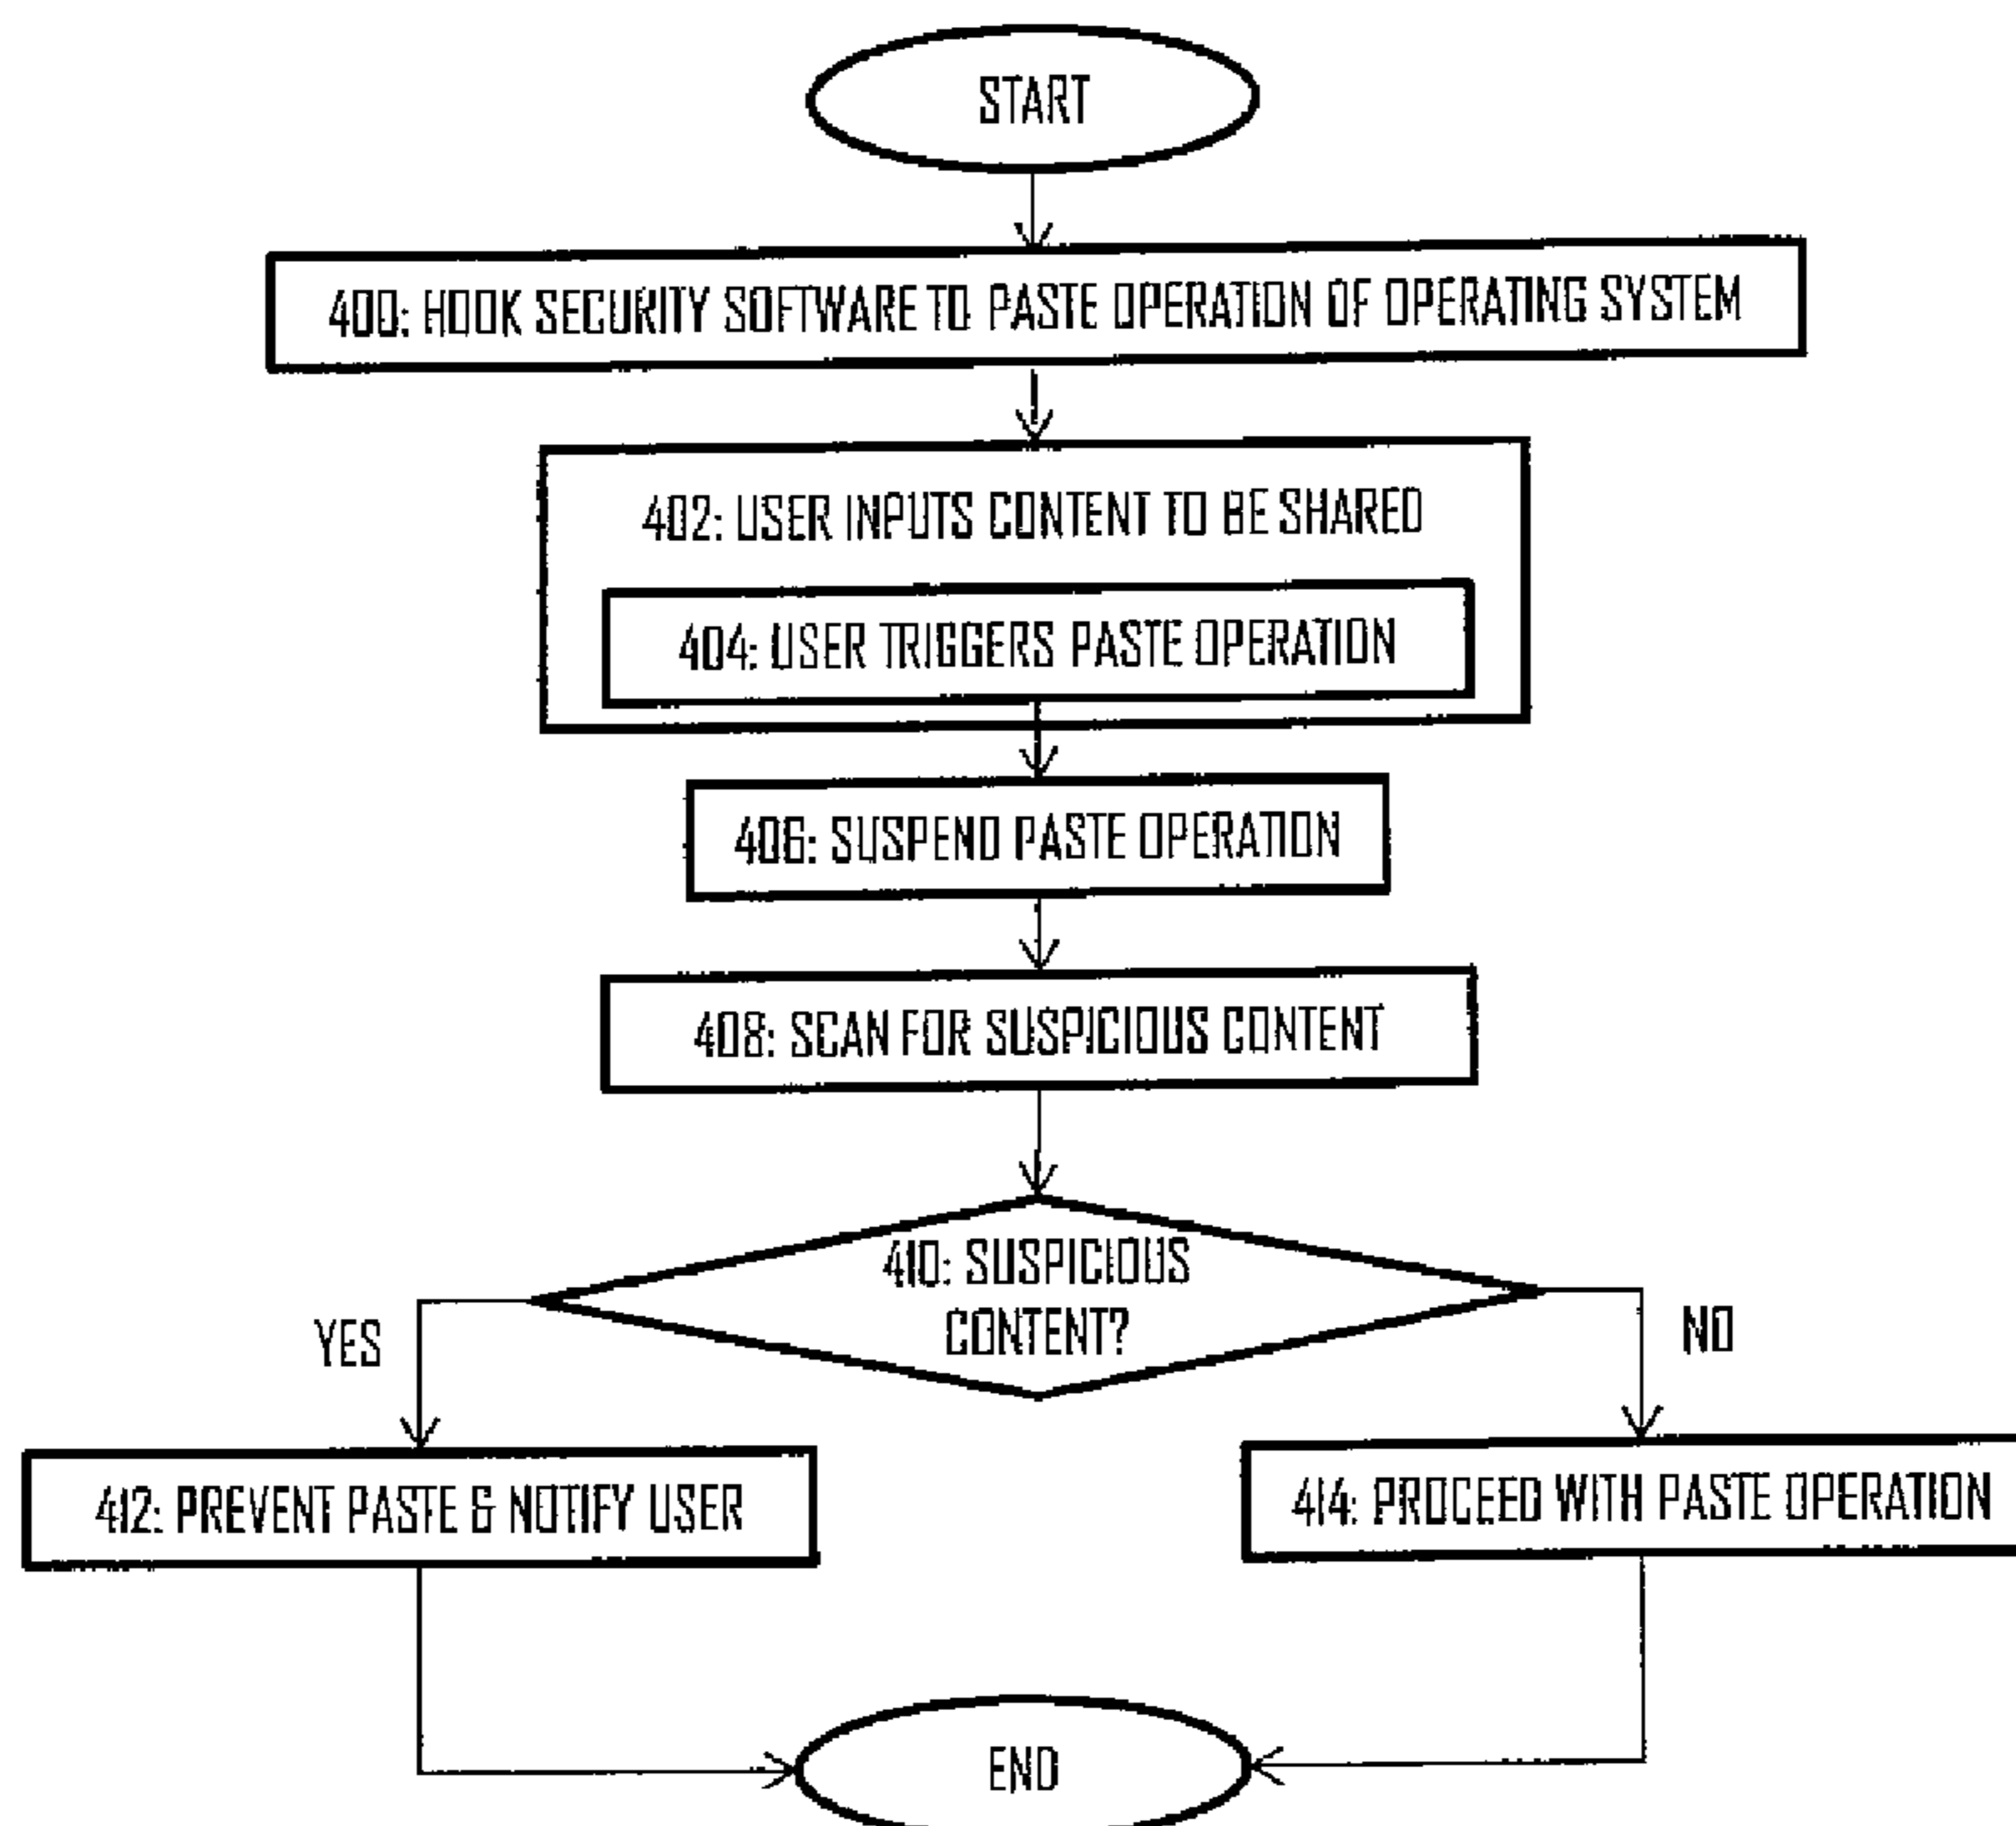 START
400: HOOK SECURITY SOFTWARE TO PASTE OPERATION OF OPERATING SYSTEM
402: USER INPUTS CONTENT TO BE SHARED
404: USER TRIGGERS PASTE OPERATION
406: SUSPEND PASTE OPERATION
408: SCAN FOR SUSPICIOUS CONTENT
410: SUSPICIOUS
CONTENT?
YES
NO
412: PREVENT PASTE & NOTIFY USER
414: PROCEED WITH PASTE OPERATION
END